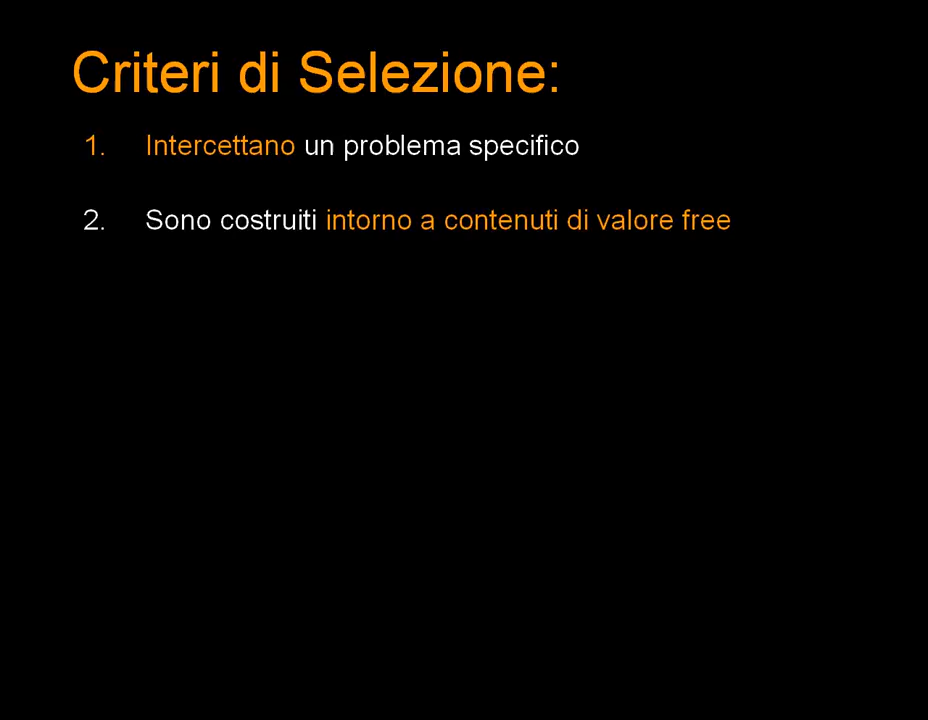 Criteri di Selezione:
1. Intercettano un problema specifico
2. Sono costruiti intorno a contenuti di valore free